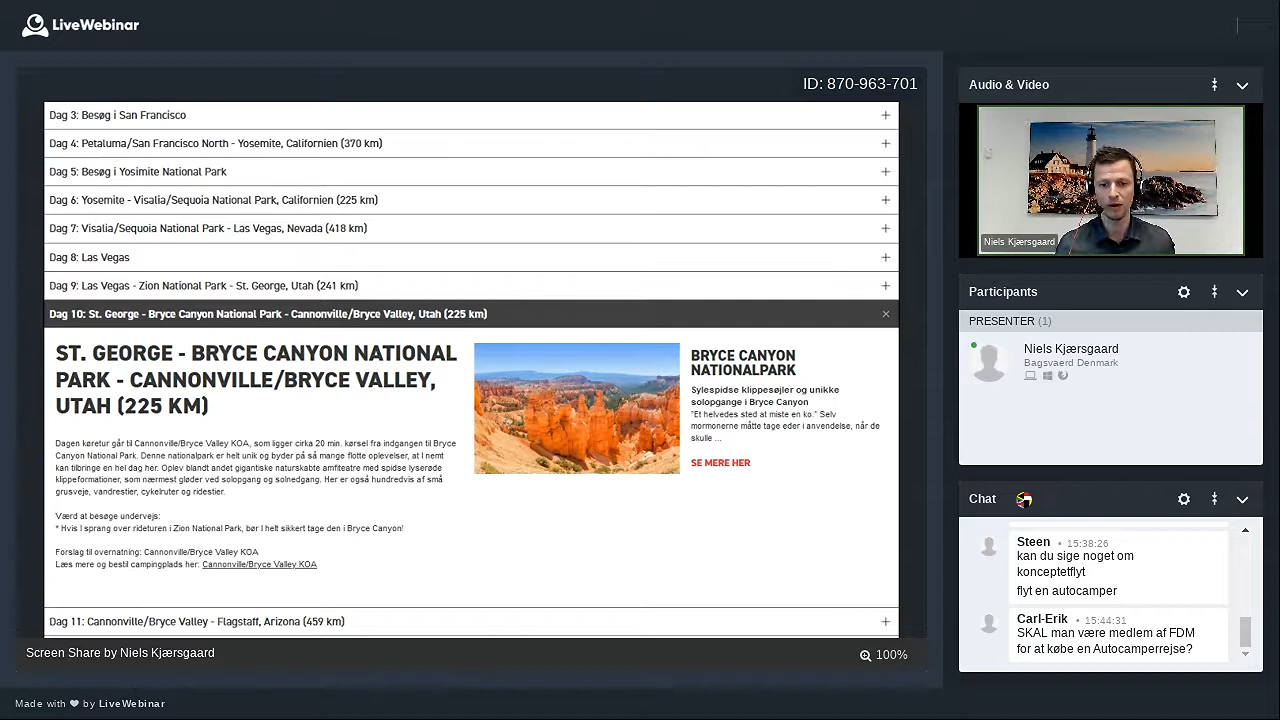 LiveWebinar
ID: 870-963-701
Dag 3: Besøg i San Francisco
Dag 4: Petaluma/San Francisco North - Yosemite, Californien (370 km)
Dag 5: Besøg i Yosimite National Park
Dag 6: Yosemite - Visalia/Sequoia National Park, Californien (225 km)
Dag 7: Visalia/Sequoia National Park - Las Vegas, Nevada (418 km)
Dag 8: Las Vegas
Dag 9: Las Vegas - Zion National Park - St. George, Utah (241 km)
Dag 10: St. George - Bryce Canyon National Park - Cannonville/Bryce Valley, Utah (225 km)
ST. GEORGE - BRYCE CANYON NATIONAL
PARK - CANNONVILLE/BRYCE VALLEY,
UTAH (225 KM)
Dagen køretur går til Cannonville/Bryce Valley KOA, som ligger cirka 20 min. kørsel fra indgangen til Bryce
Canyon National Park. Denne nationalpark er helt unik og byder på så mange flotte oplevelser, at I nemt
kan tilbringe en hel dag her. Oplev blandt andet gigantiske naturskabte amfiteatre med spidse lyserøde
klippeformationer, som nærmest gløder ved solopgang og solnedgang. Her er også hundredvis af små
grusveje, vandrestier, cykelruter og ridestier.
Værd at besøge undervejs:
* Hvis I sprang over rideturen i Zion National Park, bør I helt sikkert tage den i Bryce Canyon!
Forslag til overnatning: Cannonville/Bryce Valley KOA
Læs mere og bestil campingplads her: Cannonville/Bryce Valley KOA
BRYCE CANYON
NATIONALPARK
Sylespidse klippesøjler og unikke
solopgange i Bryce Canyon
"Et helvedes sted at miste en ko." Selv
mormonerne måtte tage eder i anvendelse, når de
skulle ...
SE MERE HER
Dag 11: Cannonville/Bryce Valley - Flagstaff, Arizona (459 km)
Screen Share by Niels Kjærsgaard
100%
Made with ❤ by LiveWebinar
Audio & Video
Niels Kjærsgaard
Participants
PRESENTER (1)
Niels Kjærsgaard
Bagsvaerd Denmark
Chat
Steen • 15:38:26
kan du sige noget om
konceptetflyt
flyt en autocamper
Carl-Erik • 15:44:31
SKAL man være medlem af FDM
for at købe en Autocamperrejse?